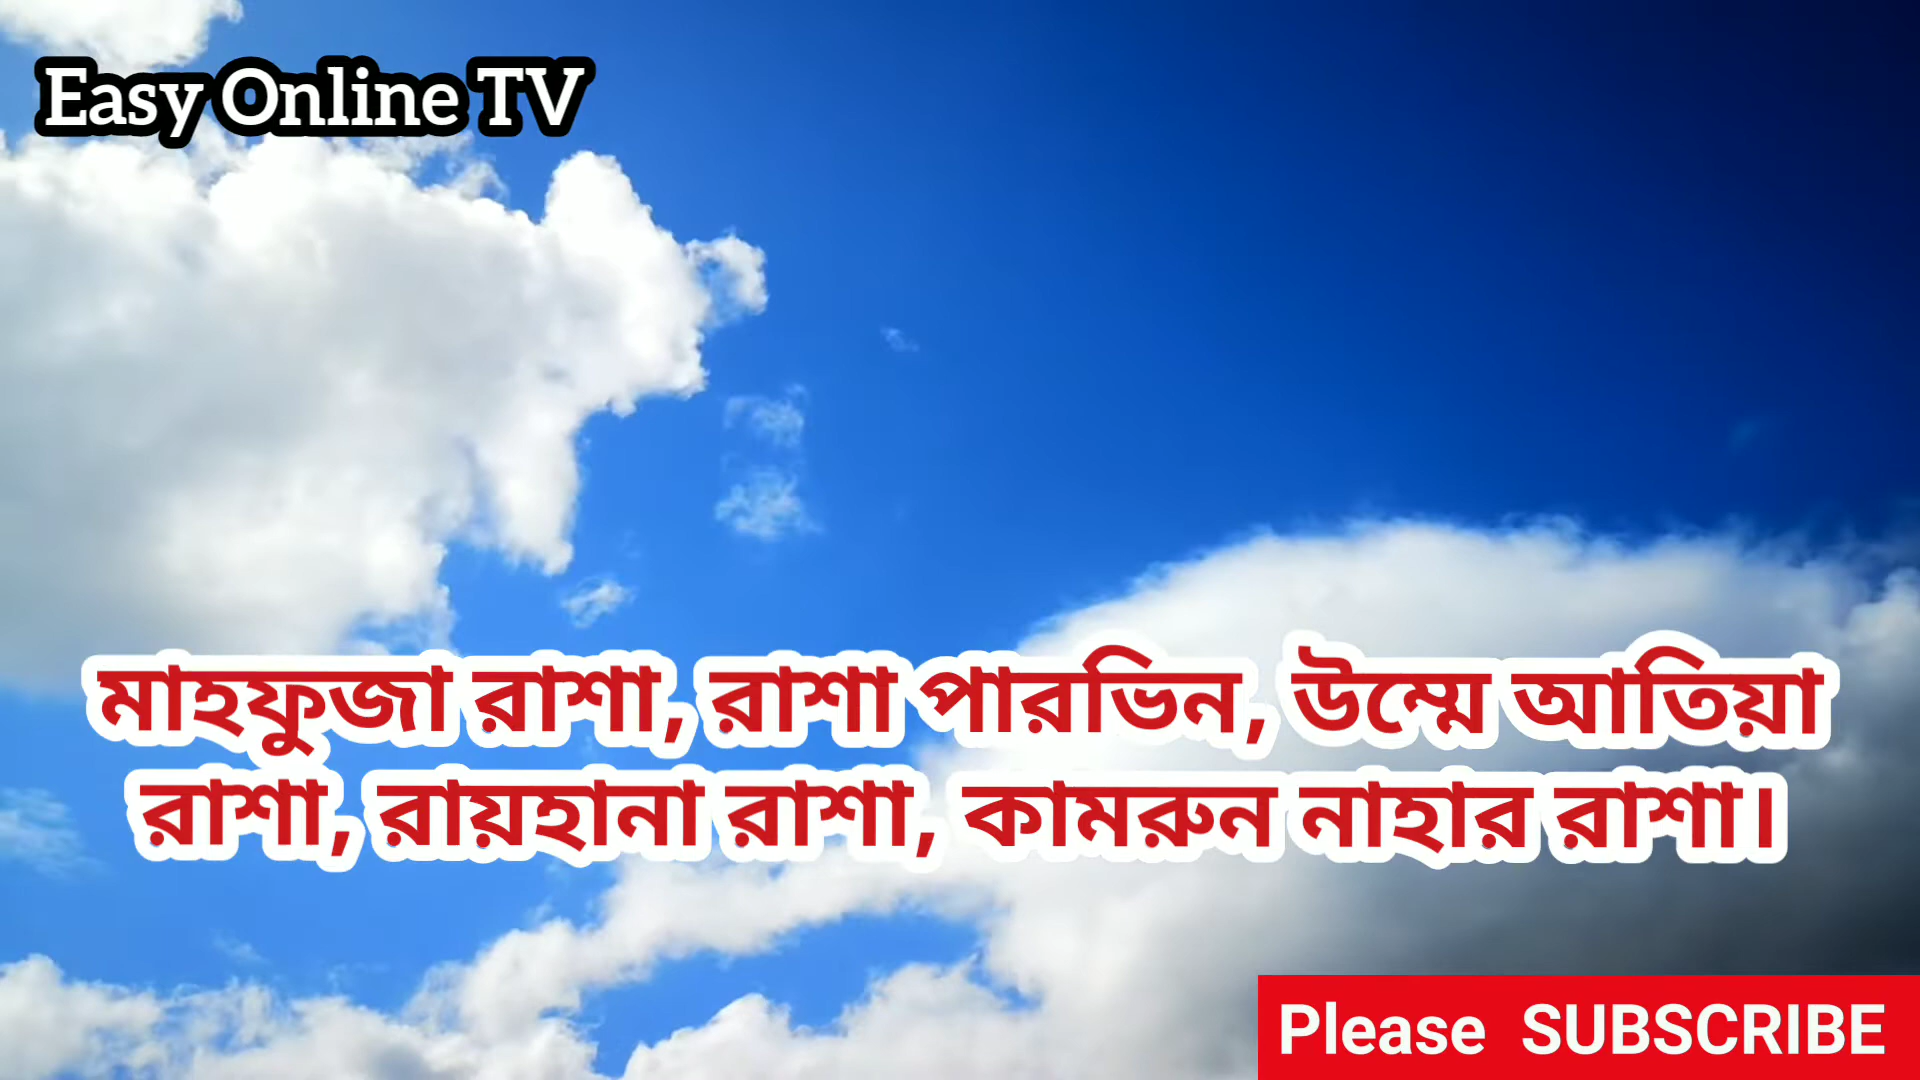 Easy Online TV
মাহফুজা রাশা, রাশা পারভিন, উম্মে আতিয়া
রাশা, রায়হানা রাশা, কামরুন নাহার রাশা।
Please SUBSCRIBE